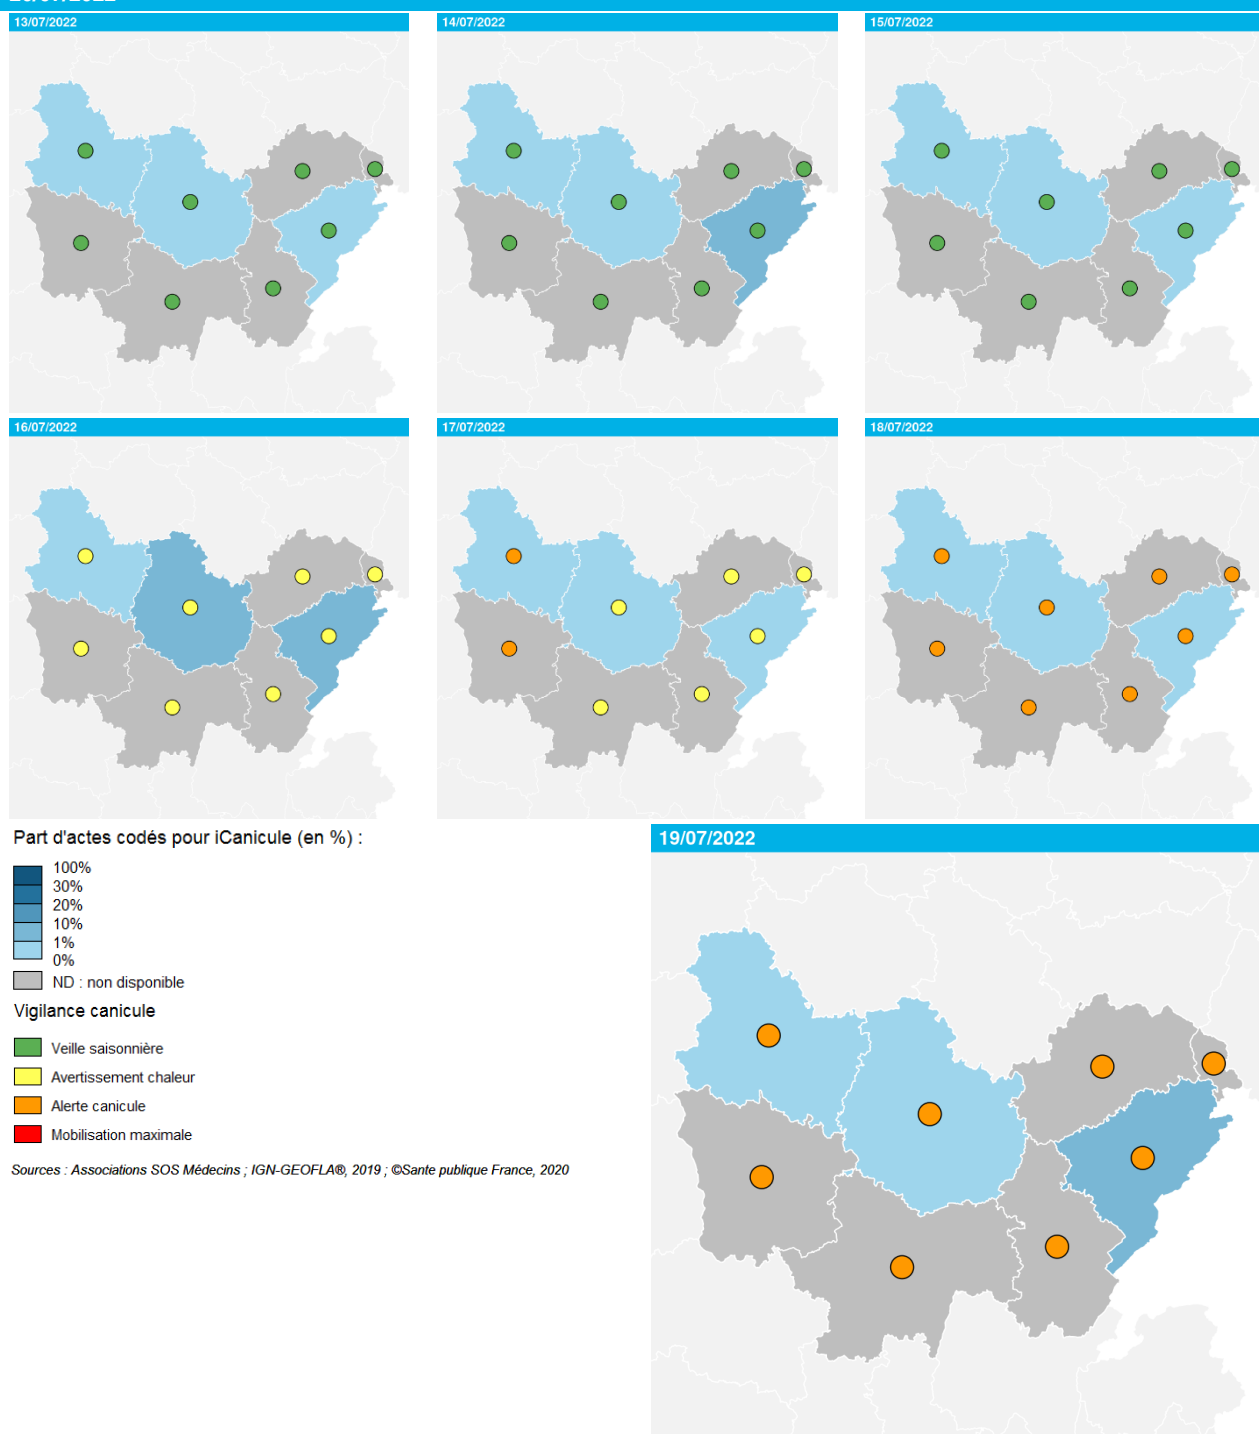 13/07/2022
14/07/2022
15/07/2022
16/07/2022
17/07/2022
18/07/2022
Part d'actes codés pour iCanicule (en %) :
100%
30%
20%
10%
1%
0%
ND : non disponible
Vigilance canicule
Veille saisonnière
Avertissement chaleur
Alerte canicule
Mobilisation maximale
Sources : Associations SOS Médecins ; IGN-GEOFLA®, 2019 ; ©Sante publique France, 2020
19/07/2022